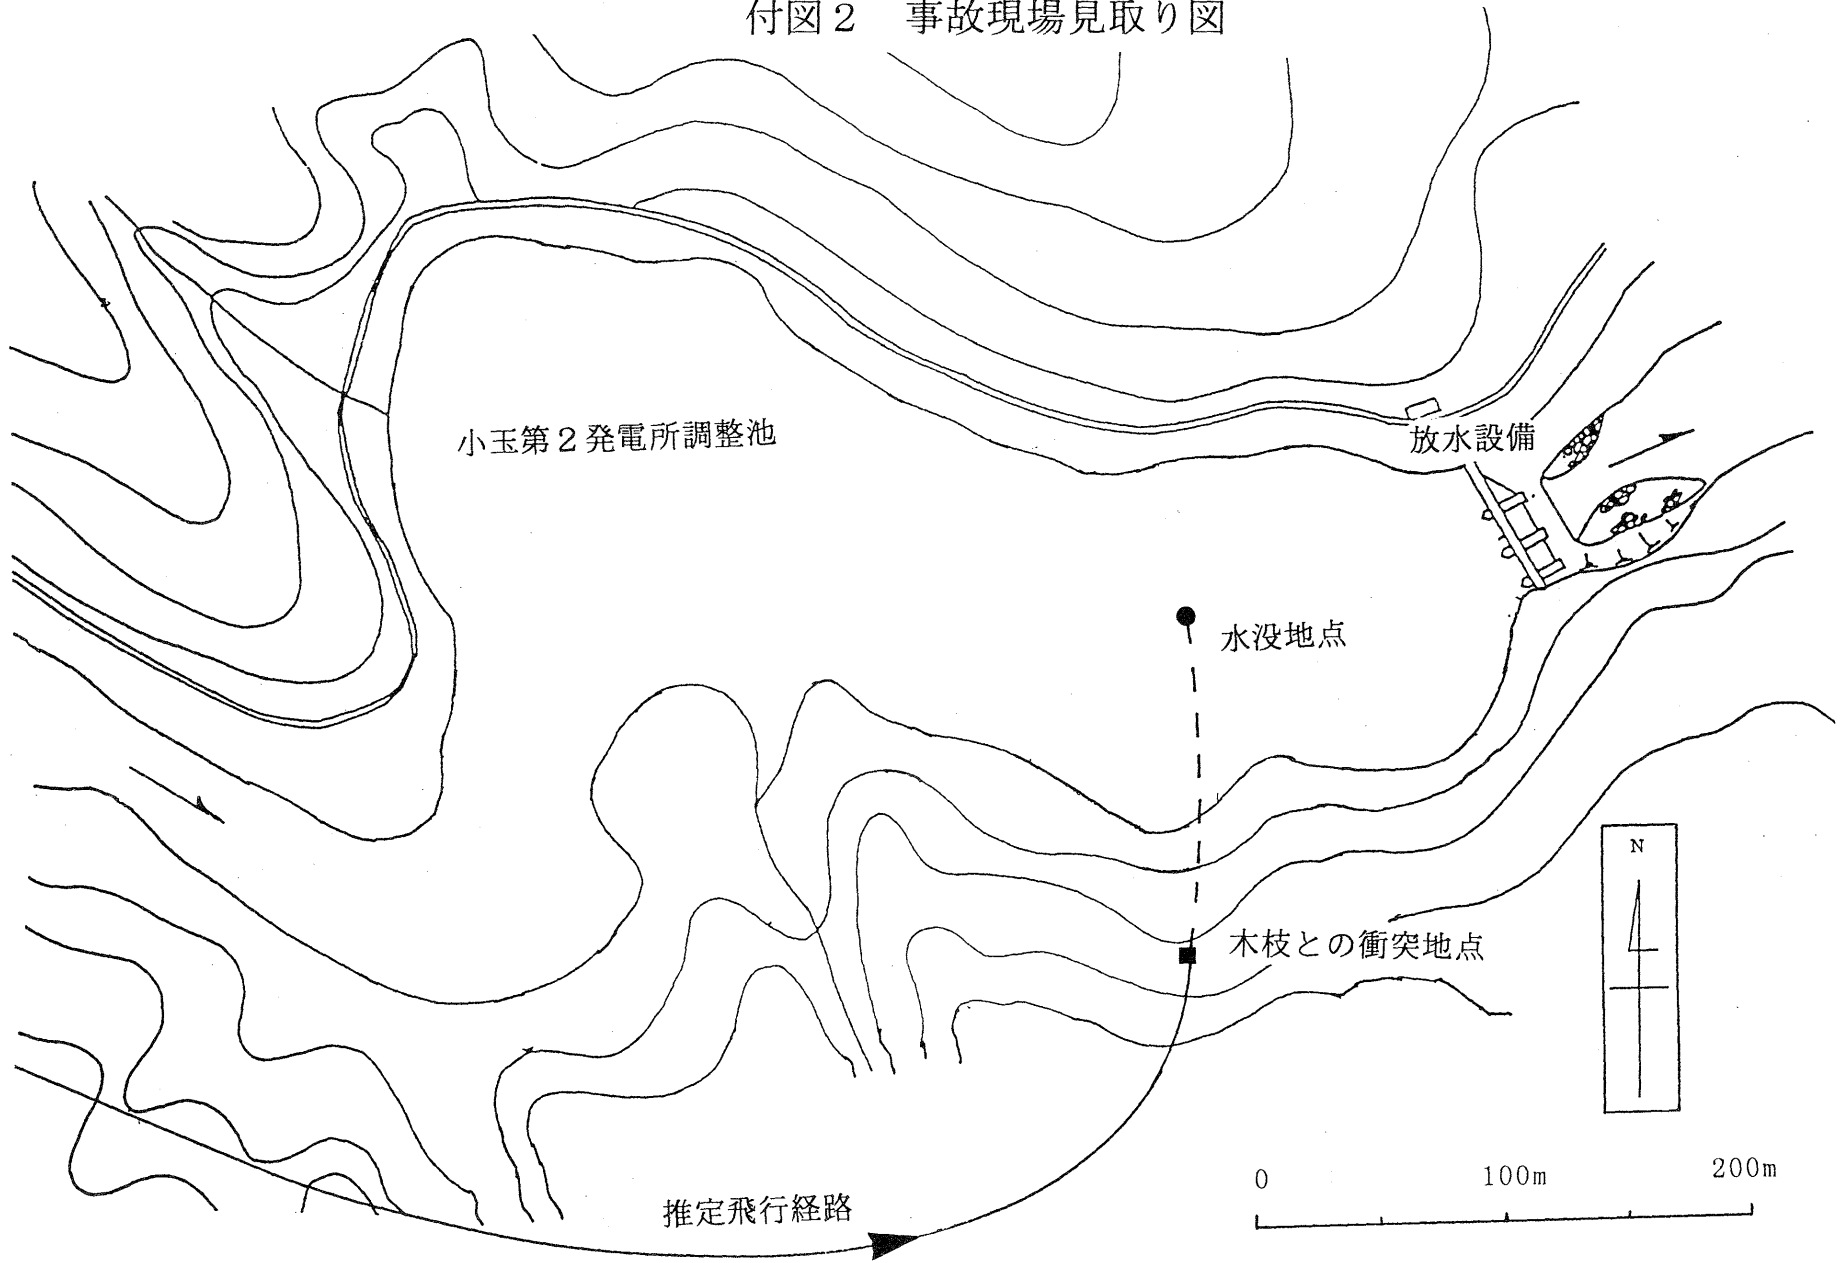 付図2 事故現場見取り図
小玉第2発電所調整池
放水設備
水没地点
木枝との衝突地点
推定飛行経路
N
0 100m 200m